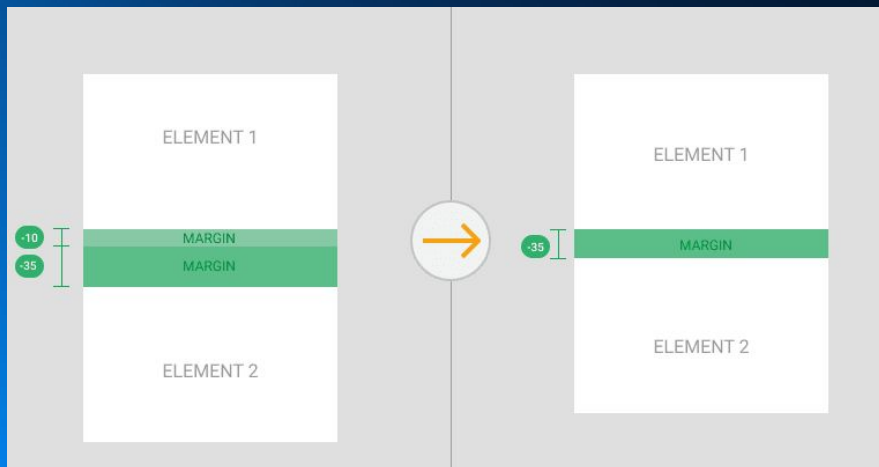 ELEMENT 1
-10
MARGIN
-35
MARGIN
ELEMENT 2
ELEMENT 1
-35
MARGIN
ELEMENT 2